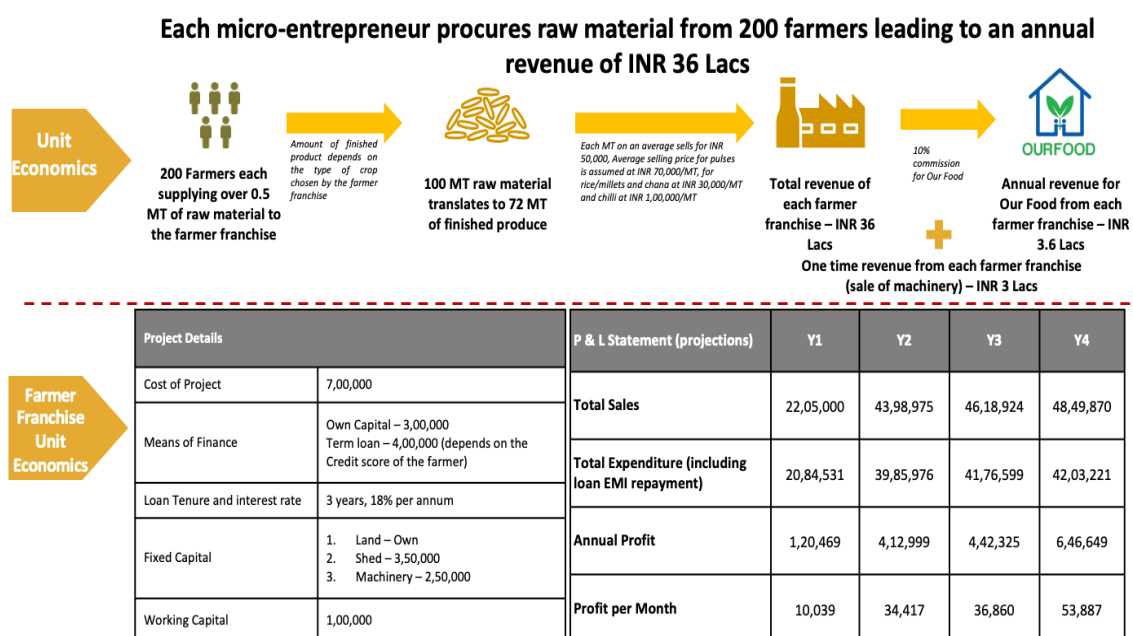 Each micro-entrepreneur procures raw material from 200 farmers leading to an annual
revenue of INR 36 Lacs
Unit
Economics
200 Farmers each
supplying over 0.5
MT of raw material to
the farmer franchise
Amount of finished
product depends on
the type of crop
chosen by the farmer
franchise
100 MT raw material
translates to 72 MT
of finished produce
Each MT on an average sells for INR
50,000, Average selling price for pulses
is assumed at INR 70,000/MT, for
rice/millets and chana at INR 30,000/MT
and chilli at INR 1,00,000/MT
Total revenue of
each farmer
franchise – INR 36
Lacs
10%
commission
for Our Food
OURFOOD
Annual revenue for
Our Food from each
farmer franchise – INR
3.6 Lacs
One time revenue from each farmer franchise
(sale of machinery) – INR 3 Lacs
Farmer
Franchise
Unit
Economics
Project Details
Cost of Project 7,00,000
Means of Finance
Own Capital – 3,00,000
Term loan – 4,00,000 (depends on the
Credit score of the farmer)
Loan Tenure and interest rate 3 years, 18% per annum
Fixed Capital
1. Land – Own
2. Shed – 3,50,000
3. Machinery – 2,50,000
Working Capital 1,00,000
P & L Statement (projections) Y1 Y2 Y3 Y4
Total Sales 22,05,000 43,98,975 46,18,924 48,49,870
Total Expenditure (including
loan EMI repayment) 20,84,531 39,85,976 41,76,599 42,03,221
Annual Profit 1,20,469 4,12,999 4,42,325 6,46,649
Profit per Month 10,039 34,417 36,860 53,887